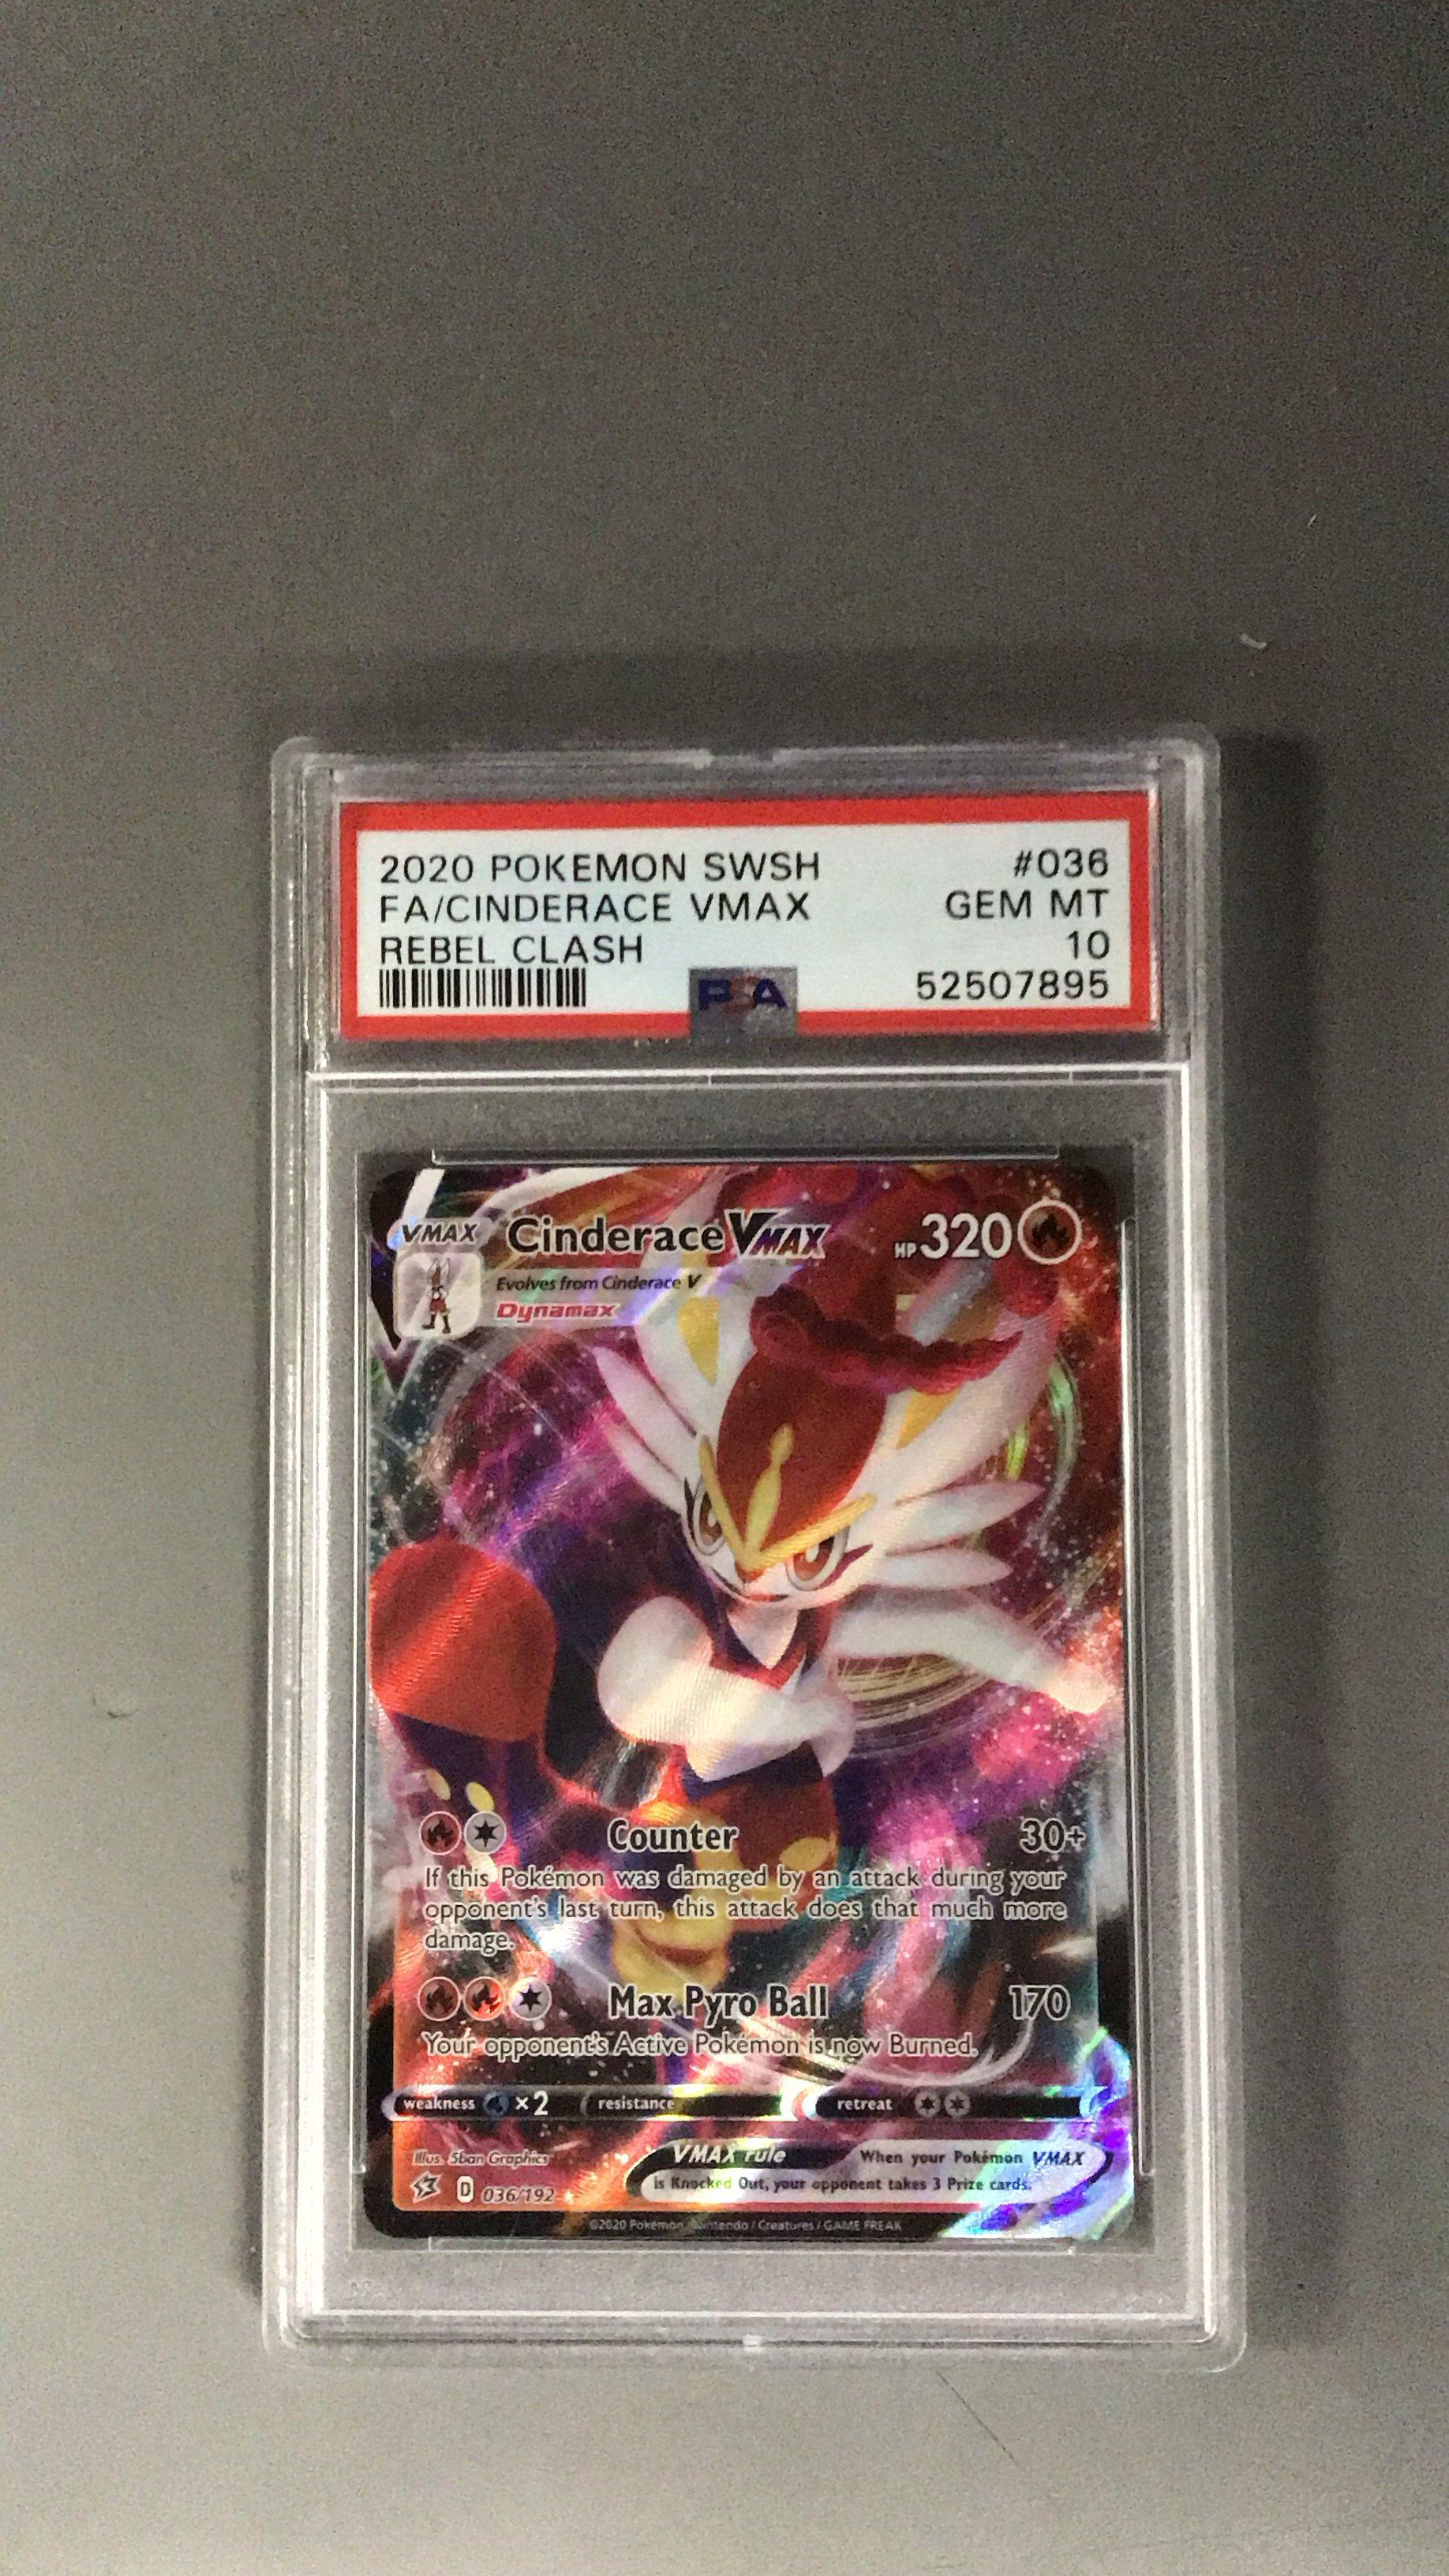 2020 POKEMON SWSH #036
FA/CINDERACE VMAX GEM MT
REBEL CLASH 10
PSA 52507895
VMAX Cinderace VMAX HP 320
Evolves from Cinderace V
Dynamax
Counter 30+
If this Pokémon was damaged by an attack during your
opponent's last turn, this attack does that much more
damage.
Max Pyro Ball 170
Your opponent's Active Pokémon is now Burned.
weakness ×2 resistance retreat
Illus. 5ban Graphics
VMAX rule When your Pokémon VMAX
is Knocked Out, your opponent takes 3 Prize cards.
D 036/192
©2020 Pokémon / Nintendo / Creatures / GAME FREAK